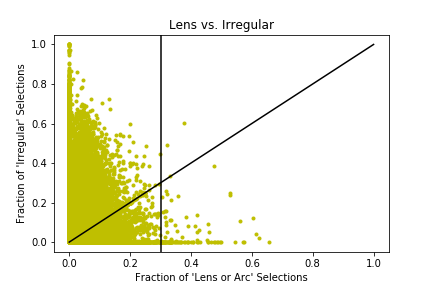 Lens vs. Irregular
1.0
0.8
0.6
0.4
0.2
0.0
Fraction of 'Irregular' Selections
0.0 0.2 0.4 0.6 0.8 1.0
Fraction of 'Lens or Arc' Selections